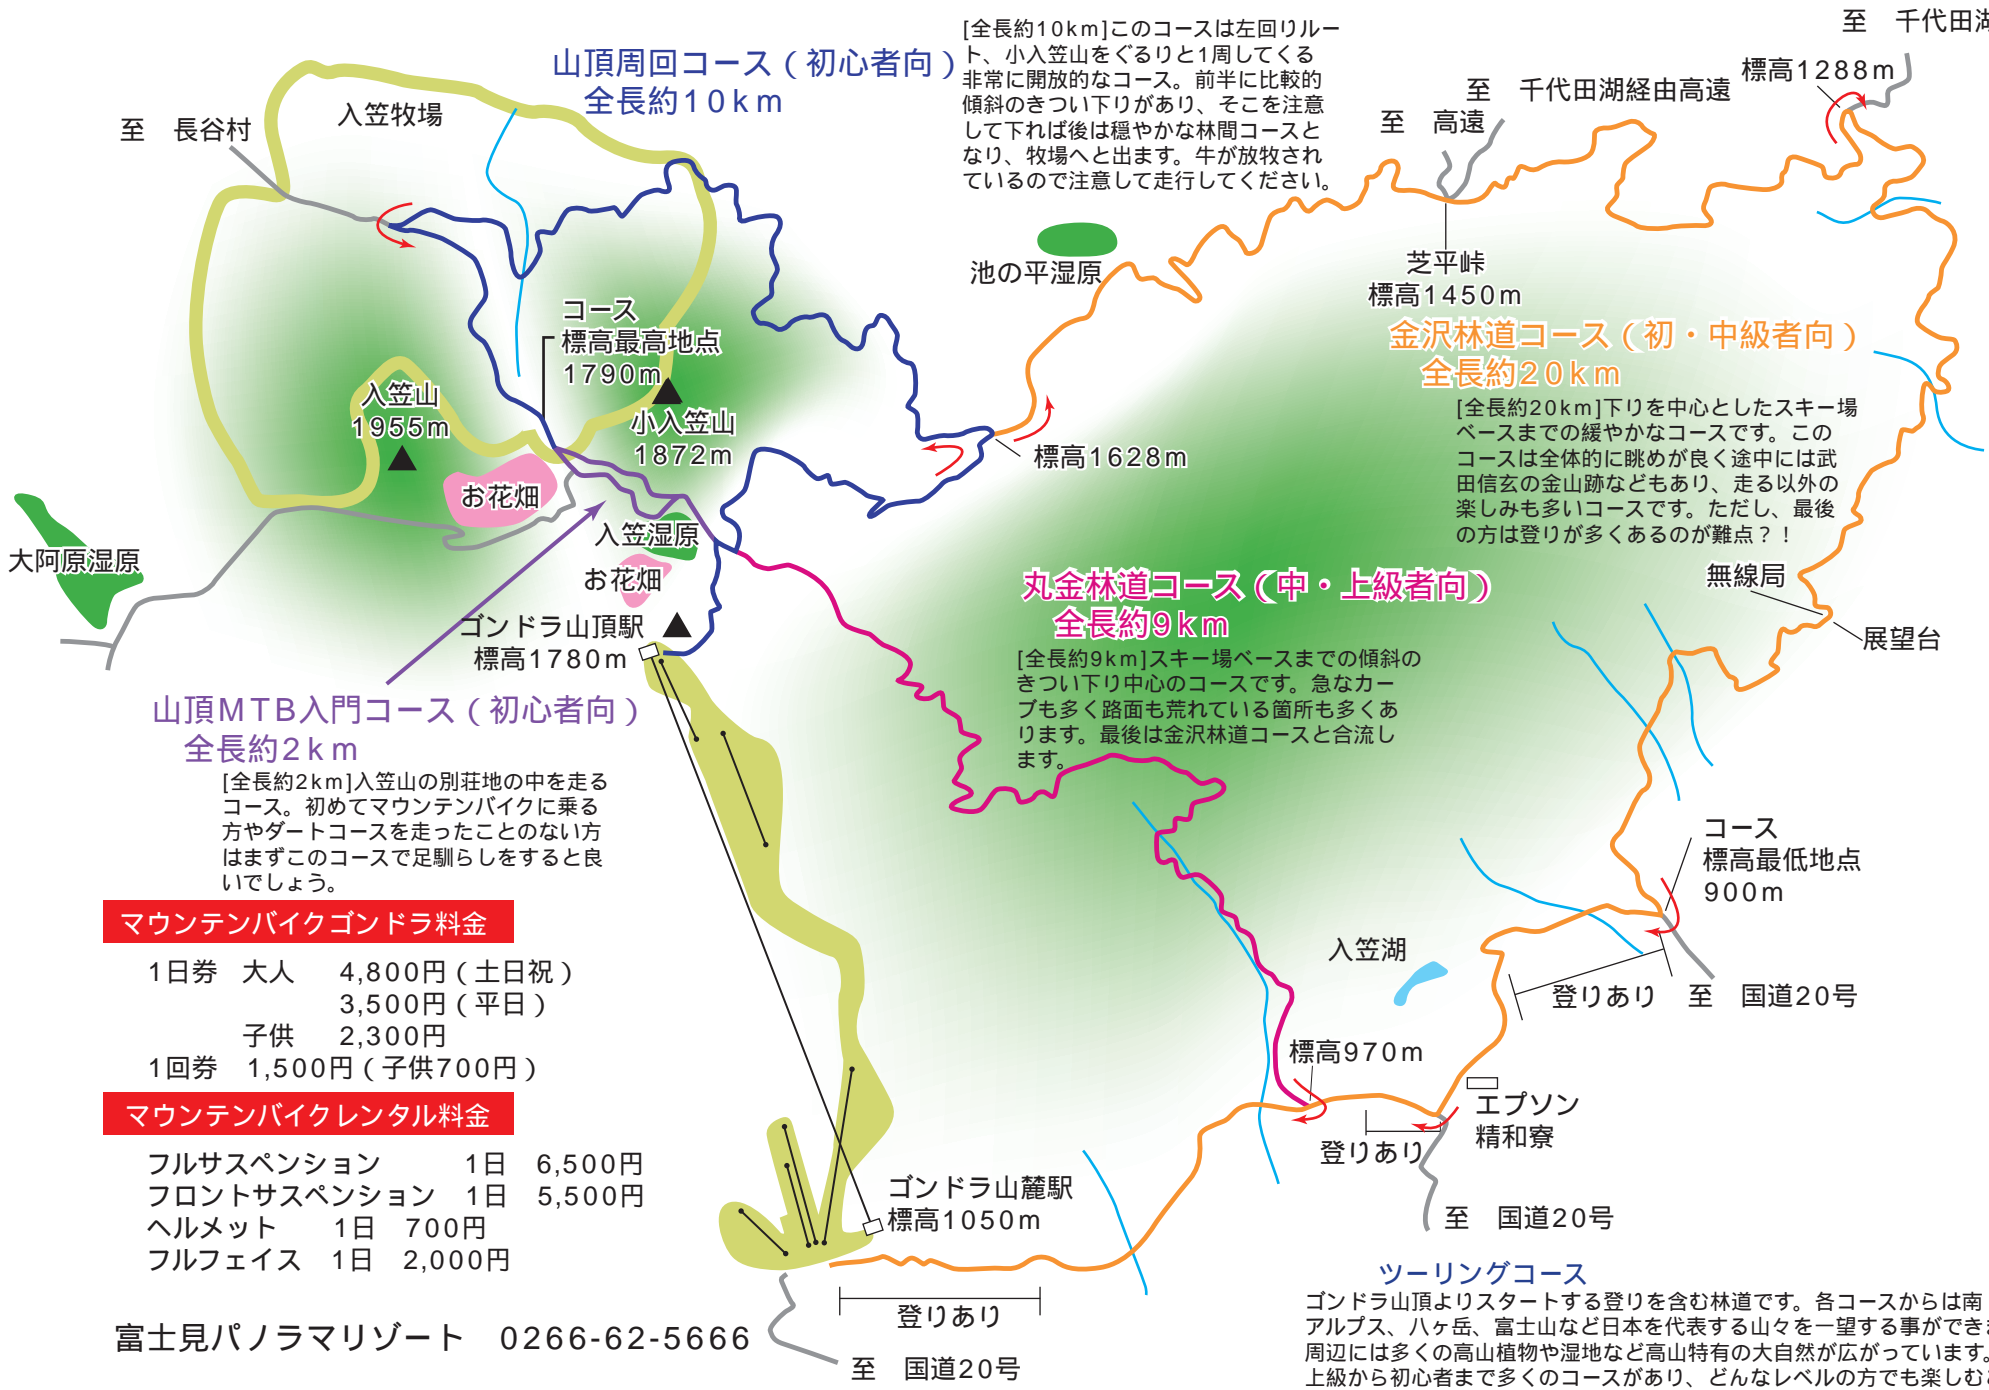 至　千代田湖
[全長約10km]このコースは左回りルー
ト、小入笠山をぐるりと1周してくる
非常に開放的なコース。前半に比較的
傾斜のきつい下りがあり、そこを注意
して下れば後は穏やかな林間コースと
なり、牧場へと出ます。牛が放牧され
ているので注意して走行してください。
山頂周回コース（初心者向）
全長約10km
標高1288m
至　千代田湖経由高遠
至　高遠
入笠牧場
至　長谷村
池の平湿原
芝平峠
標高1450m
コース
標高最高地点
1790m
金沢林道コース（初・中級者向）
全長約20km
[全長約20km]下りを中心としたスキー場
ベースまでの緩やかなコースです。この
コースは全体的に眺めが良く途中には武
田信玄の金山跡などもあり、走る以外の
楽しみも多いコースです。ただし、最後
の方は登りが多くあるのが難点？！
入笠山
1955m
小入笠山
1872m
標高1628m
お花畑
入笠湿原
お花畑
大阿原湿原
無線局
展望台
丸金林道コース（中・上級者向）
全長約9km
[全長約9km]スキー場ベースまでの傾斜の
きつい下り中心のコースです。急なカー
ブも多く路面も荒れている箇所も多くあ
ります。最後は金沢林道コースと合流し
ます。
ゴンドラ山頂駅
標高1780m
山頂MTB入門コース（初心者向）
全長約2km
[全長約2km]入笠山の別荘地の中を走る
コース。初めてマウンテンバイクに乗る
方やダートコースを走ったことのない方
はまずこのコースで足馴らしをすると良
いでしょう。
コース
標高最低地点
900m
マウンテンバイクゴンドラ料金
1日券　大人　4,800円（土日祝）
3,500円（平日）
子供　2,300円
1回券　1,500円（子供700円）
入笠湖
登りあり
至　国道20号
標高970m
エプソン
精和寮
登りあり
マウンテンバイクレンタル料金
フルサスペンション　1日　6,500円
フロントサスペンション　1日　5,500円
ヘルメット　1日　700円
フルフェイス　1日　2,000円
ゴンドラ山麓駅
標高1050m
至　国道20号
登りあり
富士見パノラマリゾート　0266-62-5666
至　国道20号
ツーリングコース
ゴンドラ山頂よりスタートする登りを含む林道です。各コースからは南
アルプス、八ヶ岳、富士山など日本を代表する山々を一望する事ができ
周辺には多くの高山植物や湿地など高山特有の大自然が広がっています。
上級から初心者まで多くのコースがあり、どんなレベルの方でも楽しむ